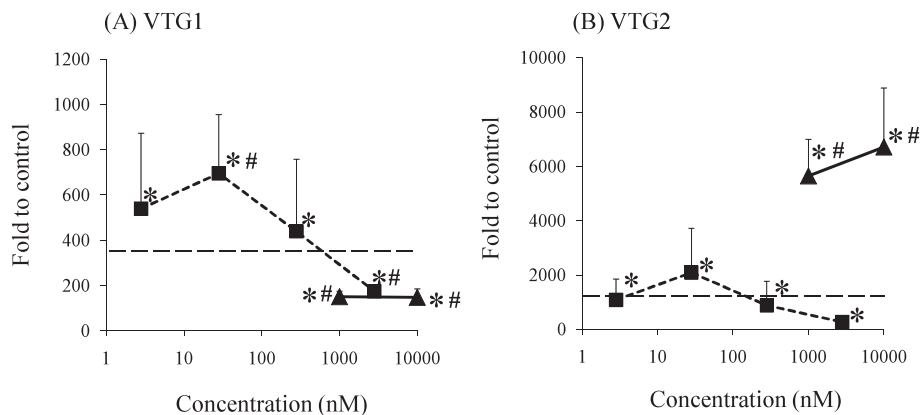 (A) VTG1
1200
1000
800
600
400
200
0
Fold to control
* * # * * # * # * #
1 10 100 1000 10000
Concentration (nM)
(B) VTG2
10000
8000
6000
4000
2000
0
Fold to control
* # * # * * * *
1 10 100 1000 10000
Concentration (nM)